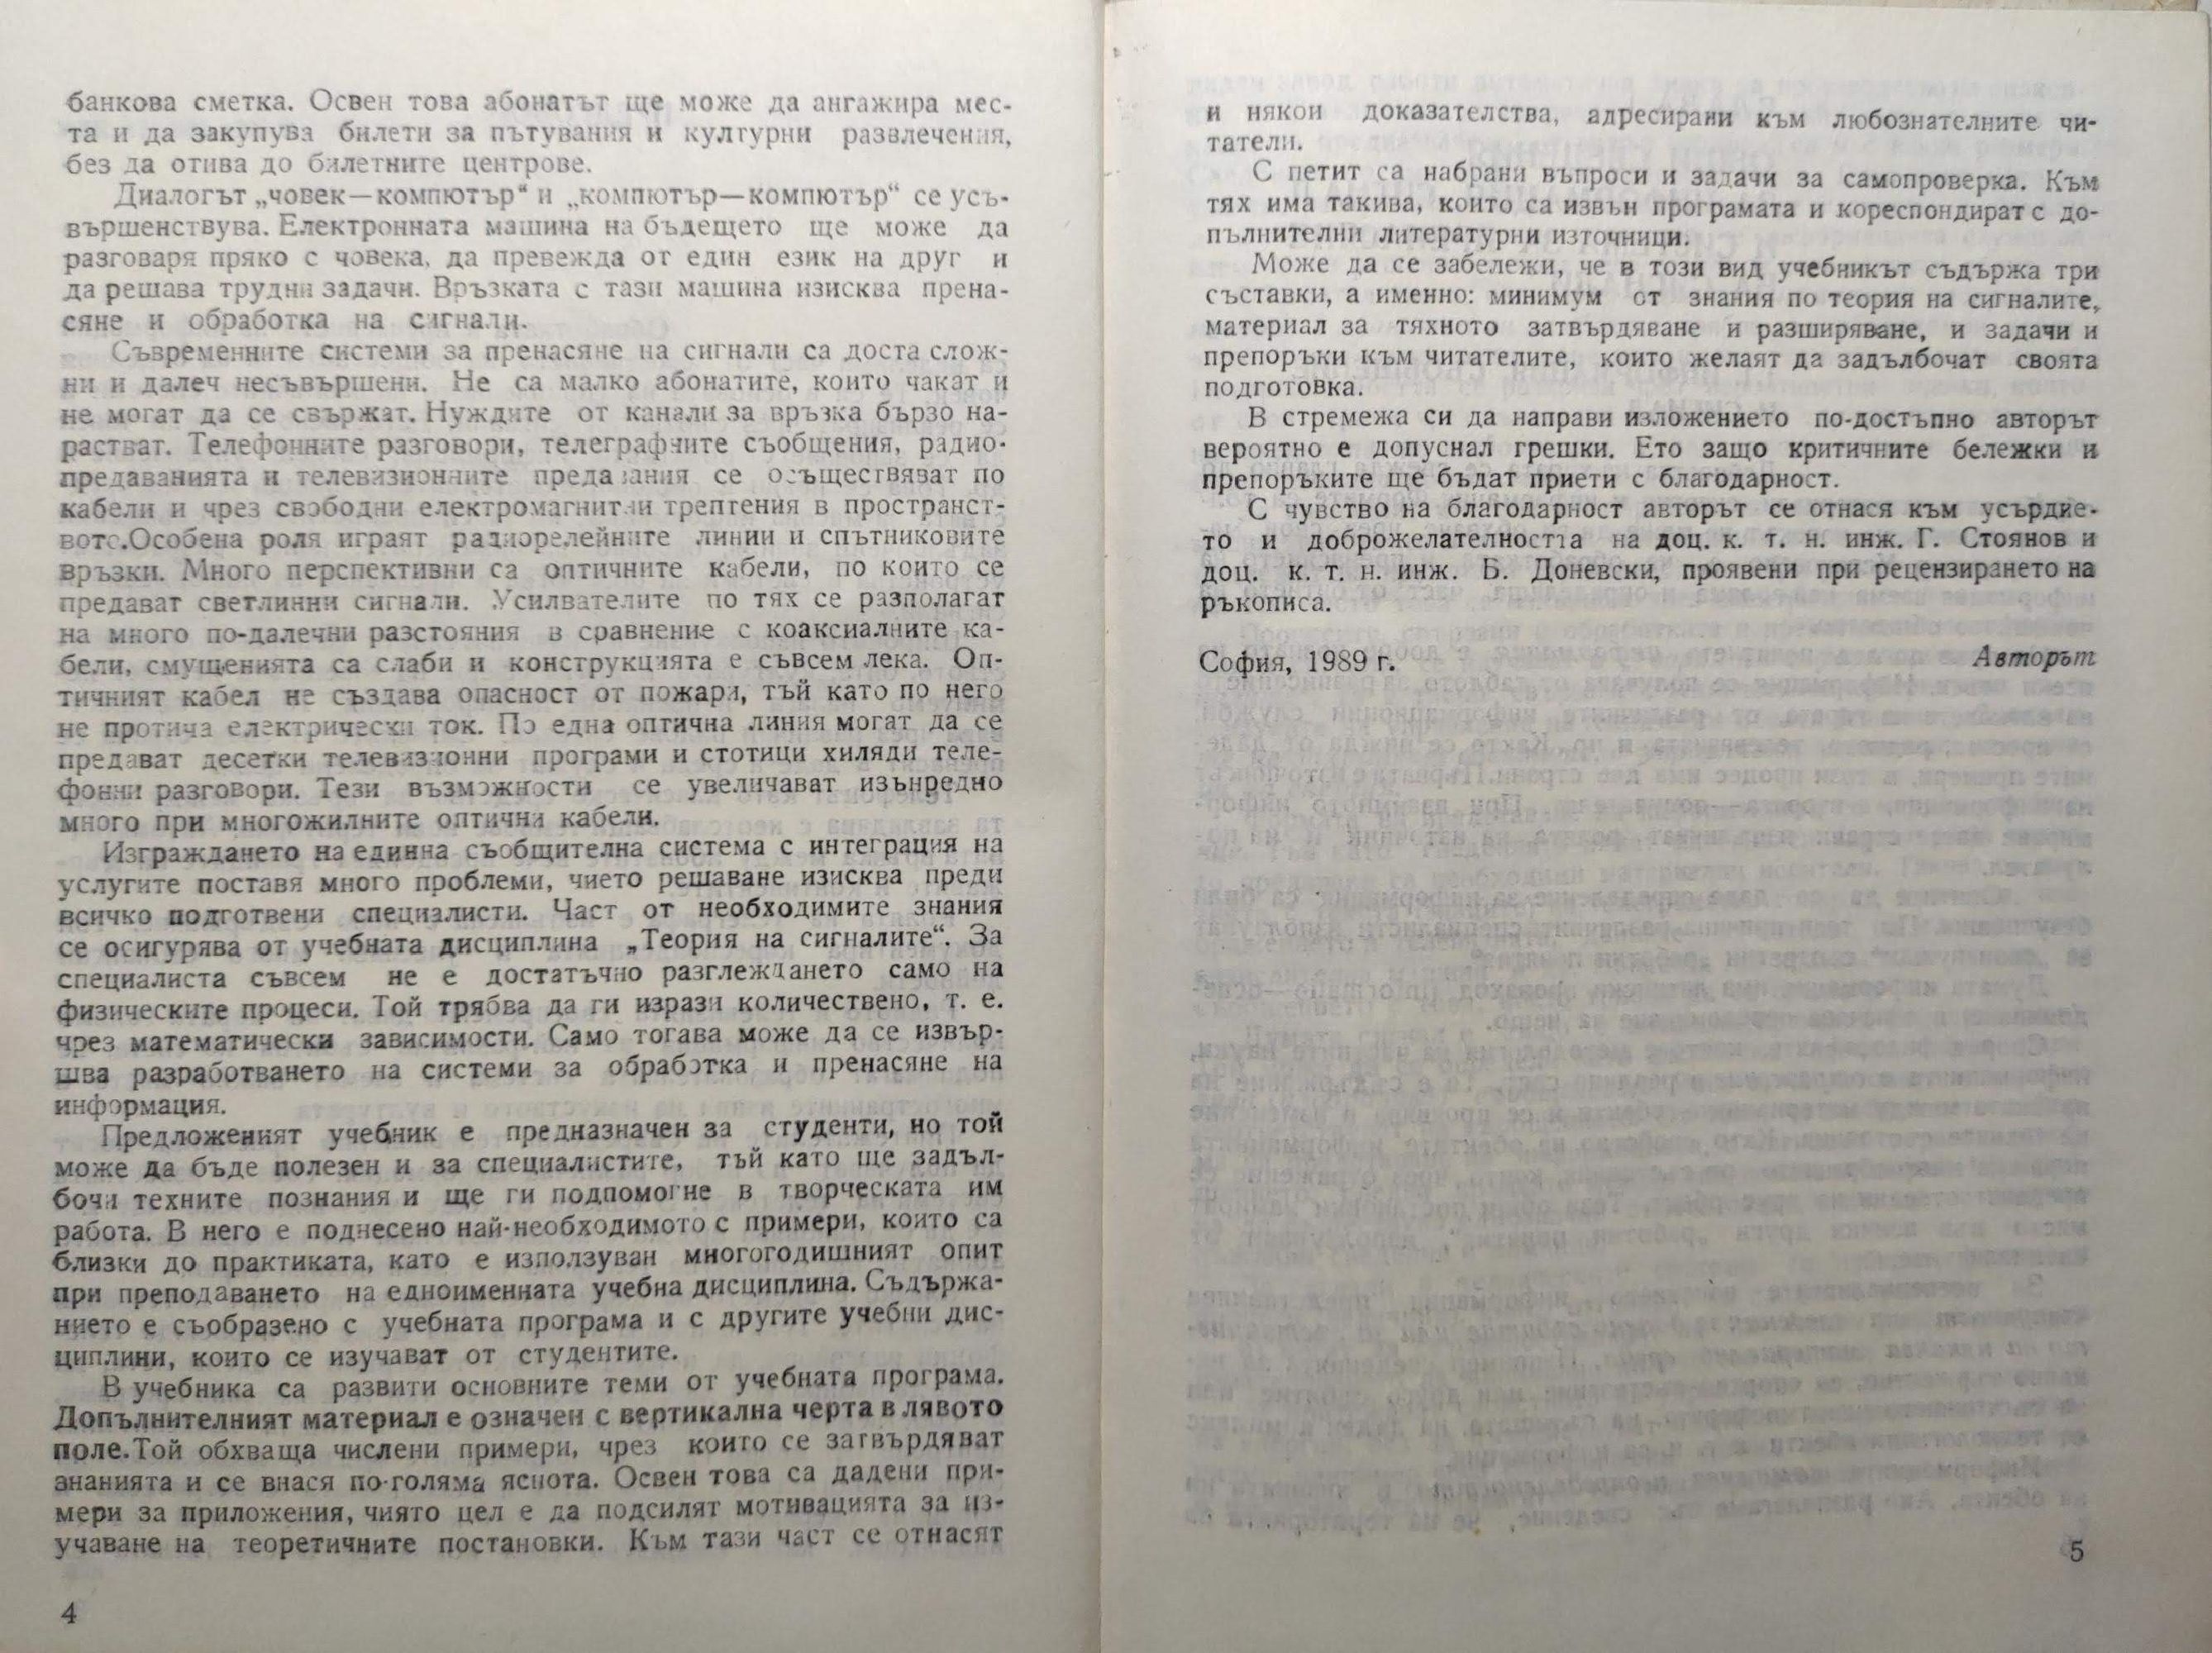 банкова сметка. Освен това абонатът ще може да ангажира мес-
та и да закупува билети за пътувания и културни развлечения,
без да отива до билетните центрове.
Диалогът „човек—компютър“ и „компютър—компютър“ се усъ-
вършенствува. Електронната машина на бъдещето ще може да
разговаря пряко с човека, да превежда от един език на друг и
да решава трудни задачи. Връзката с тази машина изисква прена-
сяне и обработка на сигнали.
Съвременните системи за пренасяне на сигнали са доста слож-
ни и далеч несъвършени. Не са малко абонатите, които чакат и
не могат да се свържат. Нуждите от канали за връзка бързо на-
растват. Телефонните разговори, телеграфните съобщения, радио-
предаванията и телевизионните предавания се осъществяват по
кабели и чрез свободни електромагнитни трептения в пространст-
вото.Особена роля играят радиорелейните линии и спътниковите
връзки. Много перспективни са оптичните кабели, по които се
предават светлинни сигнали. Усилвателите по тях се разполагат
на много по-далечни разстояния в сравнение с коаксиалните ка-
бели, смущенията са слаби и конструкцията е съвсем лека. Оп-
тичният кабел не създава опасност от пожари, тъй като по него
не протича електрически ток. По една оптична линия могат да се
предават десетки телевизионни програми и стотици хиляди теле-
фонни разговори. Тези възможности се увеличават изънредно
много при многожилните оптични кабели.
Изграждането на единна съобщителна система с интеграция на
услугите поставя много проблеми, чието решаване изисква преди
всичко подготвени специалисти. Част от необходимите знания
се осигурява от учебната дисциплина „Теория на сигналите“. За
специалиста съвсем не е достатъчно разглеждането само на
физическите процеси. Той трябва да ги изрази количествено, т. е.
чрез математически зависимости. Само тогава може да се извър-
шва разработването на системи за обработка и пренасяне на
информация.
Предложеният учебник е предназначен за студенти, но той
може да бъде полезен и за специалистите, тъй като ще задъл-
бочи техните познания и ще ги подпомогне в творческата им
работа. В него е поднесено най-необходимото с примери, които са
близки до практиката, като е използуван многогодишният опит
при преподаването на едноименната учебна дисциплина. Съдържа-
нието е съобразено с учебната програма и с другите учебни дис-
циплини, които се изучават от студентите.
В учебника са развити основните теми от учебната програма.
Допълнителният материал е означен с вертикална черта в лявото
поле.Той обхваща числени примери, чрез които се затвърдяват
знанията и се внася по-голяма яснота. Освен това са дадени при-
мери за приложения, чиято цел е да подсилят мотивацията за из-
учаване на теоретичните постановки. Към тази част се отнасят
4
и някои доказателства, адресирани към любознателните чи-
татели.
С петит са набрани въпроси и задачи за самопроверка. Към
тях има такива, които са извън програмата и кореспондират с до-
пълнителни литературни източници.
Може да се забележи, че в този вид учебникът съдържа три
съставки, а именно: минимум от знания по теория на сигналите,
материал за тяхното затвърдяване и разширяване, и задачи и
препоръки към читателите, които желаят да задълбочат своята
подготовка.
В стремежа си да направи изложението по-достъпно авторът
вероятно е допуснал грешки. Ето защо критичните бележки и
препоръките ще бъдат приети с благодарност.
С чувство на благодарност авторът се отнася към усърдие-
то и доброжелателността на доц. к. т. н. инж. Г. Стоянов и
доц. к. т. н. инж. Б. Доневски, проявени при рецензирането на
ръкописа.
София, 1989 г. Авторът
5